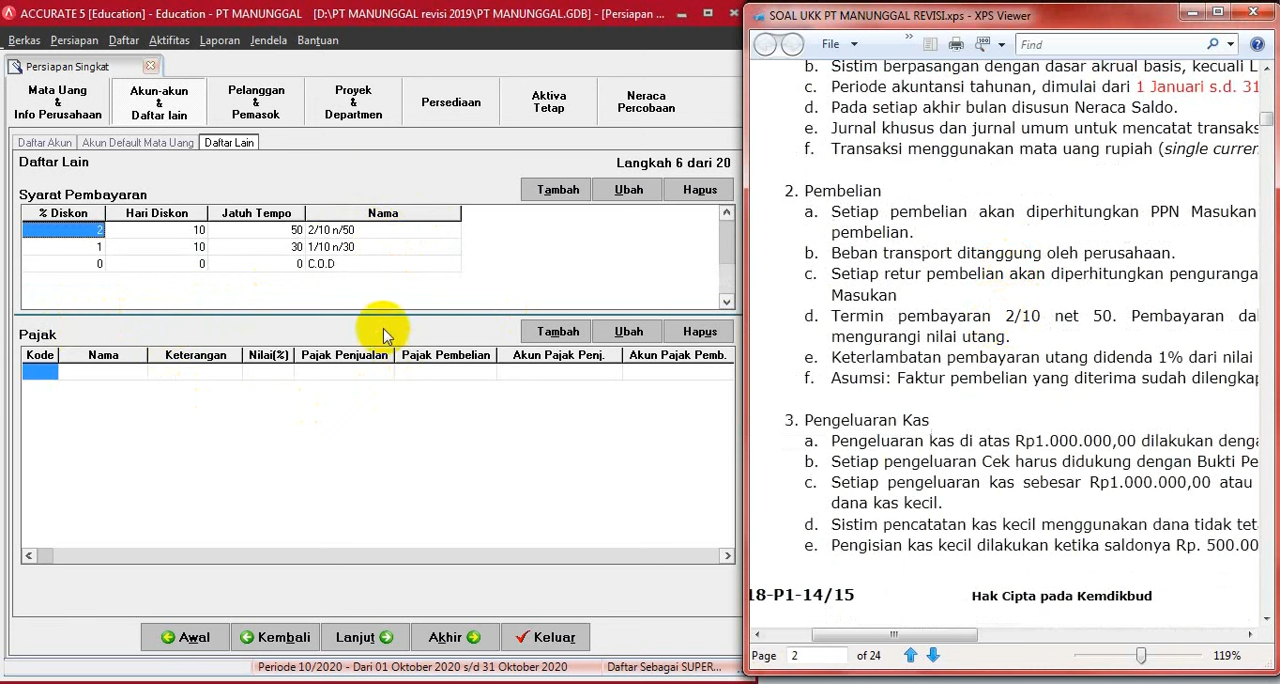 ACCURATE 5 [Education] - Education - PT MANUNGGAL [D:\PT MANUNGGAL revisi 2019\PT MANUNGGAL.GDB] - [Persiapan ...
Berkas Persiapan Daftar Aktifitas Laporan Jendela Bantuan
Persiapan Singkat
Mata Uang & Info Perusahaan
Akun-akun & Daftar lain
Pelanggan & Pemasok
Proyek & Departmen
Persediaan
Aktiva Tetap
Neraca Percobaan
Daftar Akun Akun Default Mata Uang Daftar Lain
Daftar Lain Langkah 6 dari 20
Syarat Pembayaran Tambah Ubah Hapus
% Diskon Hari Diskon Jatuh Tempo Nama
2 10 50 2/10 n/50
1 10 30 1/10 n/30
0 0 0 C.O.D
Pajak Tambah Ubah Hapus
Kode Nama Keterangan Nilai(%) Pajak Penjualan Pajak Pembelian Akun Pajak Penj. Akun Pajak Pemb.
Awal Kembali Lanjut Akhir Keluar
Periode 10/2020 - Dari 01 Oktober 2020 s/d 31 Oktober 2020 Daftar Sebagai SUPER...
SOAL UKK PT MANUNGGAL REVISI.xps - XPS Viewer
File » Find
b. Sistim berpasangan dengan dasar akrual basis, kecuali L
c. Periode akuntansi tahunan, dimulai dari 1 Januari s.d. 31
d. Pada setiap akhir bulan disusun Neraca Saldo.
e. Jurnal khusus dan jurnal umum untuk mencatat transaks
f. Transaksi menggunakan mata uang rupiah (single curren
2. Pembelian
a. Setiap pembelian akan diperhitungkan PPN Masukan
pembelian.
b. Beban transport ditanggung oleh perusahaan.
c. Setiap retur pembelian akan diperhitungkan penguranga
Masukan
d. Termin pembayaran 2/10 net 50. Pembayaran da
mengurangi nilai utang.
e. Keterlambatan pembayaran utang didenda 1% dari nilai
f. Asumsi: Faktur pembelian yang diterima sudah dilengkap
3. Pengeluaran Kas
a. Pengeluaran kas di atas Rp1.000.000,00 dilakukan denga
b. Setiap pengeluaran Cek harus didukung dengan Bukti Pe
c. Setiap pengeluaran kas sebesar Rp1.000.000,00 atau
dana kas kecil.
d. Sistim pencatatan kas kecil menggunakan dana tidak tet
e. Pengisian kas kecil dilakukan ketika saldonya Rp. 500.00
18-P1-14/15 Hak Cipta pada Kemdikbud
Page 2 of 24 119%